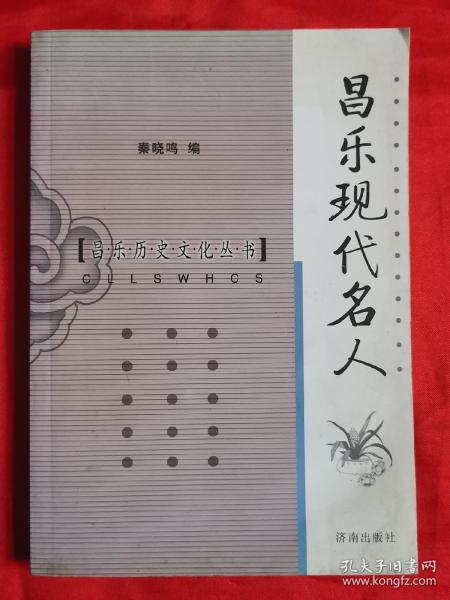 昌乐现代名人
秦晓鸣 编
【昌·乐·历·史·文·化·丛·书】
CLLSWHCS
济南出版社
孔夫子旧书网
www.kongfz.com